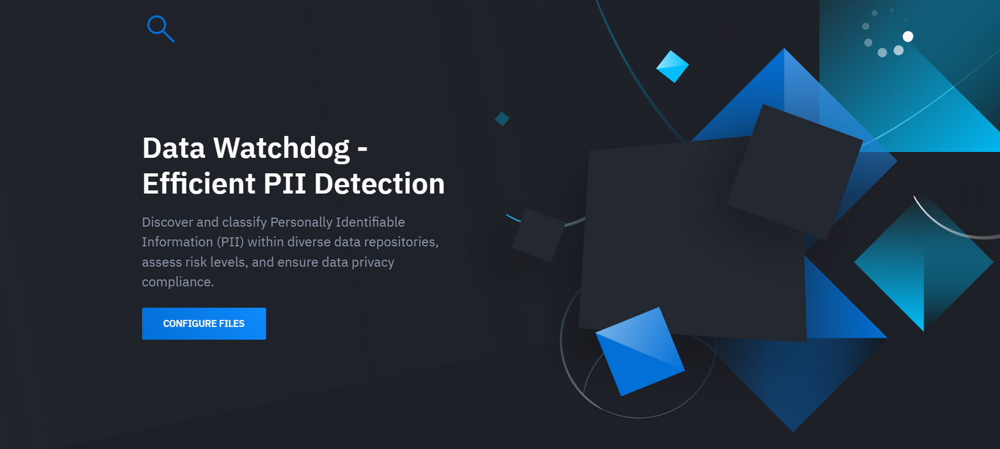 Data Watchdog -
Efficient PII Detection
Discover and classify Personally Identifiable
Information (PII) within diverse data repositories,
assess risk levels, and ensure data privacy
compliance.
CONFIGURE FILES